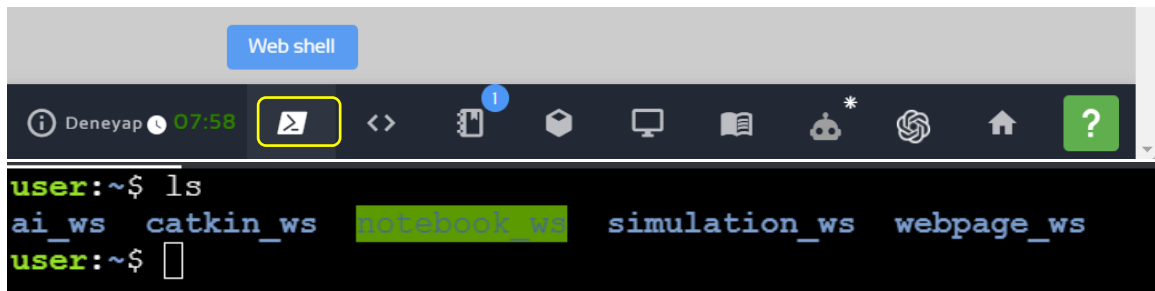 Web shell
Deneyap 07:58 1 * ?
user:~$ ls
ai_ws catkin_ws notebook_ws simulation_ws webpage_ws
user:~$